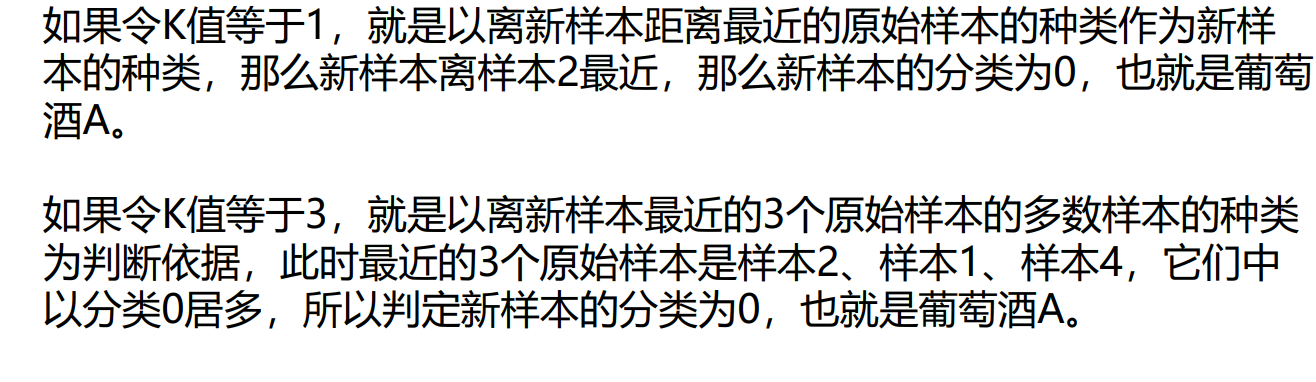 如果令K值等于1，就是以离新样本距离最近的原始样本的种类作为新样
本的种类，那么新样本离样本2最近，那么新样本的分类为0，也就是葡萄
酒A。
如果令K值等于3，就是以离新样本最近的3个原始样本的多数样本的种类
为判断依据，此时最近的3个原始样本是样本2、样本1、样本4，它们中
以分类0居多，所以判定新样本的分类为0，也就是葡萄酒A。